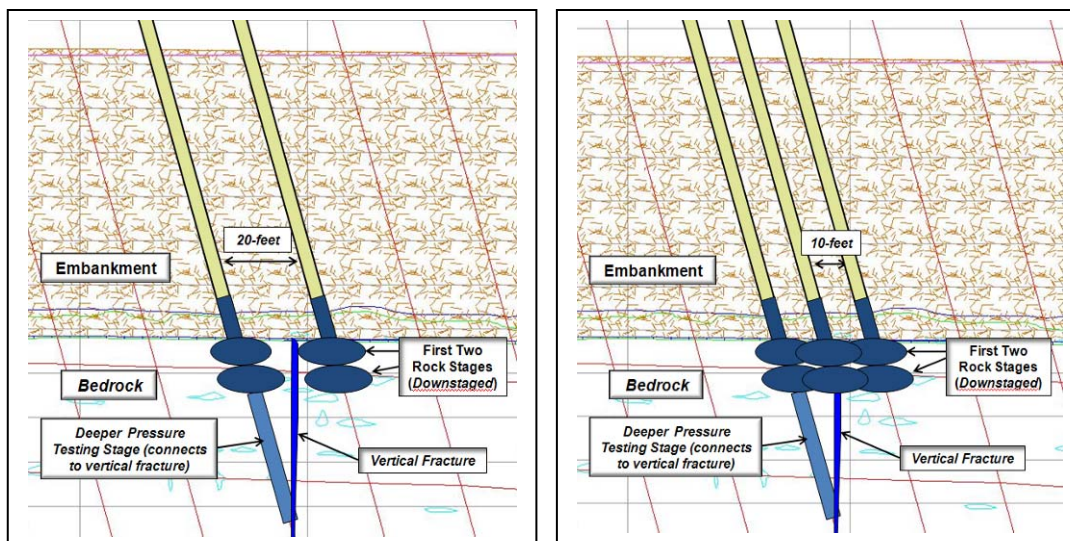 20-feet
Embankment
First Two
Rock Stages
(Downstaged)
Bedrock
Deeper Pressure
Testing Stage (connects
to vertical fracture)
Vertical Fracture
10-feet
Embankment
First Two
Rock Stages
(Downstaged)
Bedrock
Deeper Pressure
Testing Stage (connects
to vertical fracture)
Vertical Fracture